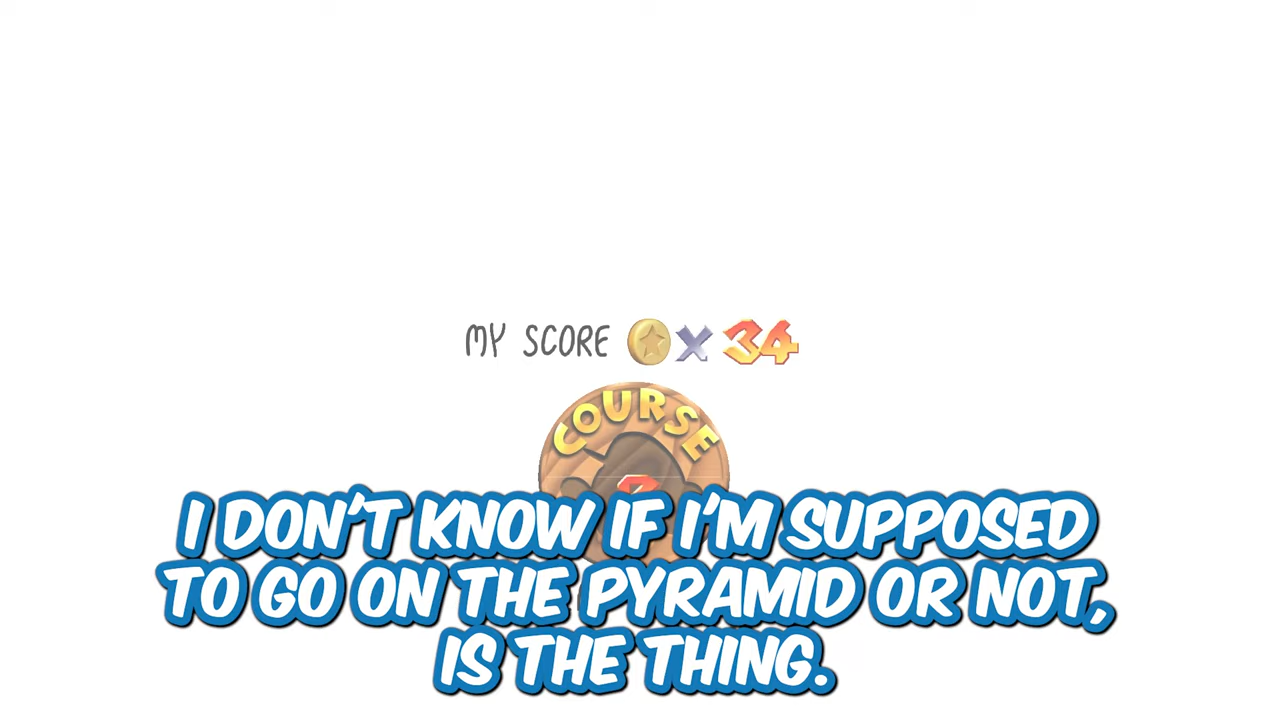 MY SCORE X 34
COURSE
I DON'T KNOW IF I'M SUPPOSED
TO GO ON THE PYRAMID OR NOT,
IS THE THING.